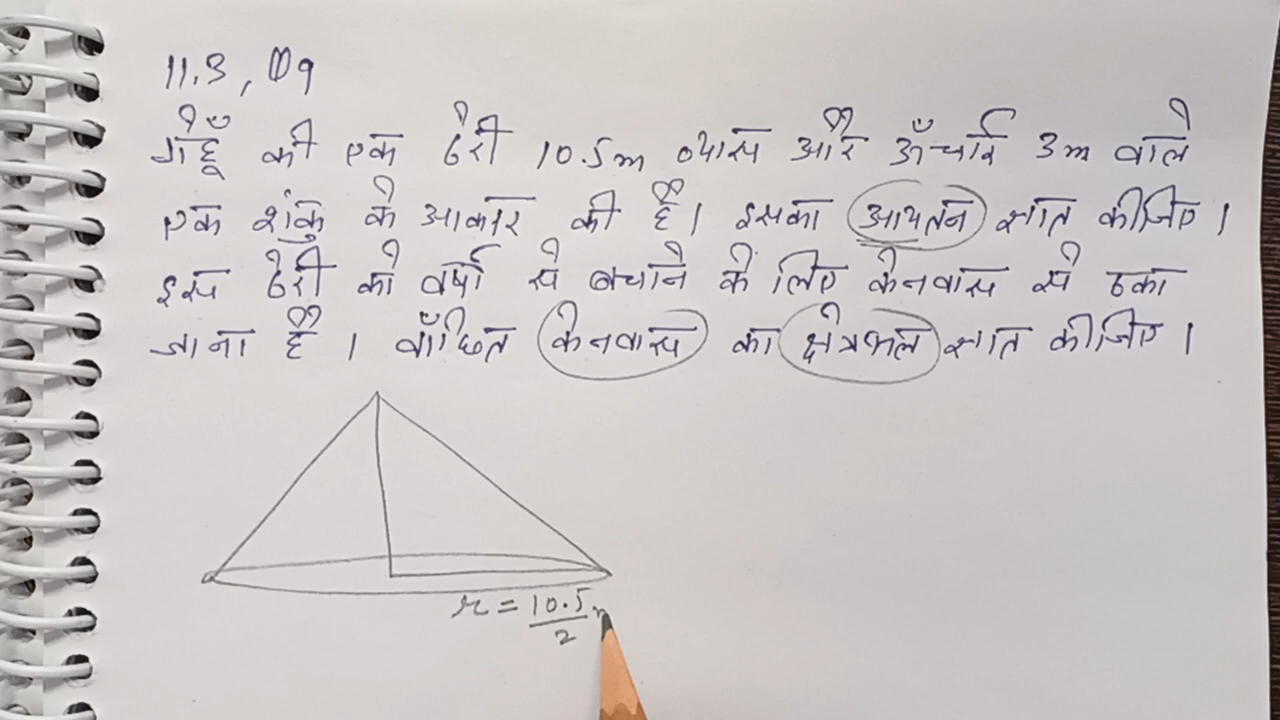 11.3, Q9
गेहूँ की एक ढेरी 10.5m व्यास और ऊँचाई 3m वाले
एक शंकु के आकार की है। इसका आयतन ज्ञात कीजिए।
इस ढेरी को वर्षा से बचाने के लिए केनवास से ढका
जाना है। वाँछित केनवास का क्षेत्रफल ज्ञात कीजिए।
r = 10.5/2